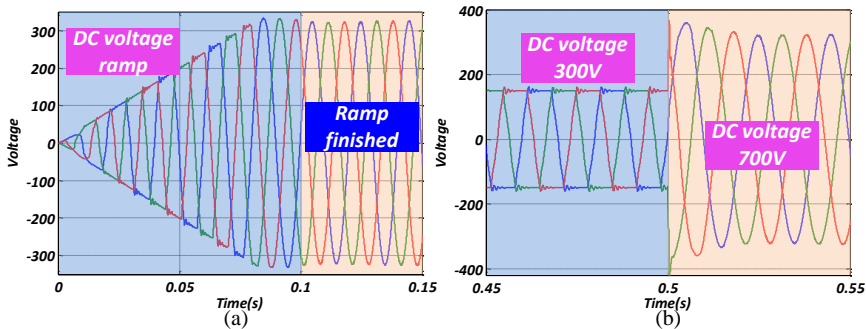 300
200
100
0
-100
-200
-300
Voltage
DC voltage
ramp
Ramp
finished
0
0.05
0.1
0.15
Time(s)
(a)
400
200
0
-200
-400
Voltage
DC voltage
300V
DC voltage
700V
0.45
0.5
0.55
Time(s)
(b)